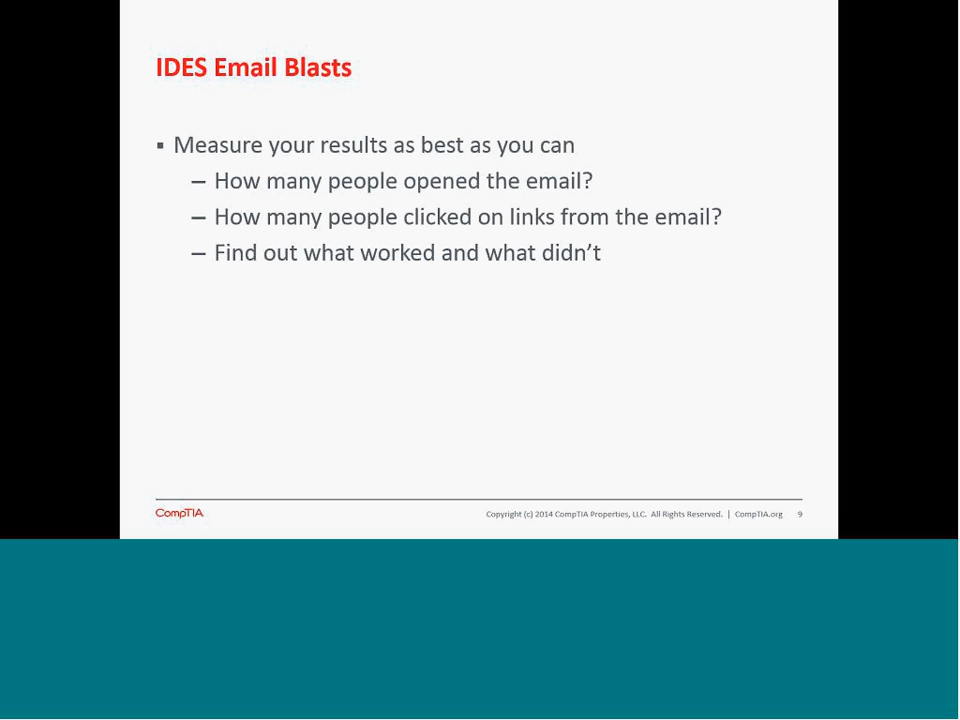 IDES Email Blasts
▪ Measure your results as best as you can
– How many people opened the email?
– How many people clicked on links from the email?
– Find out what worked and what didn’t
CompTIA
Copyright (c) 2014 CompTIA Properties, LLC. All Rights Reserved. | CompTIA.org 9